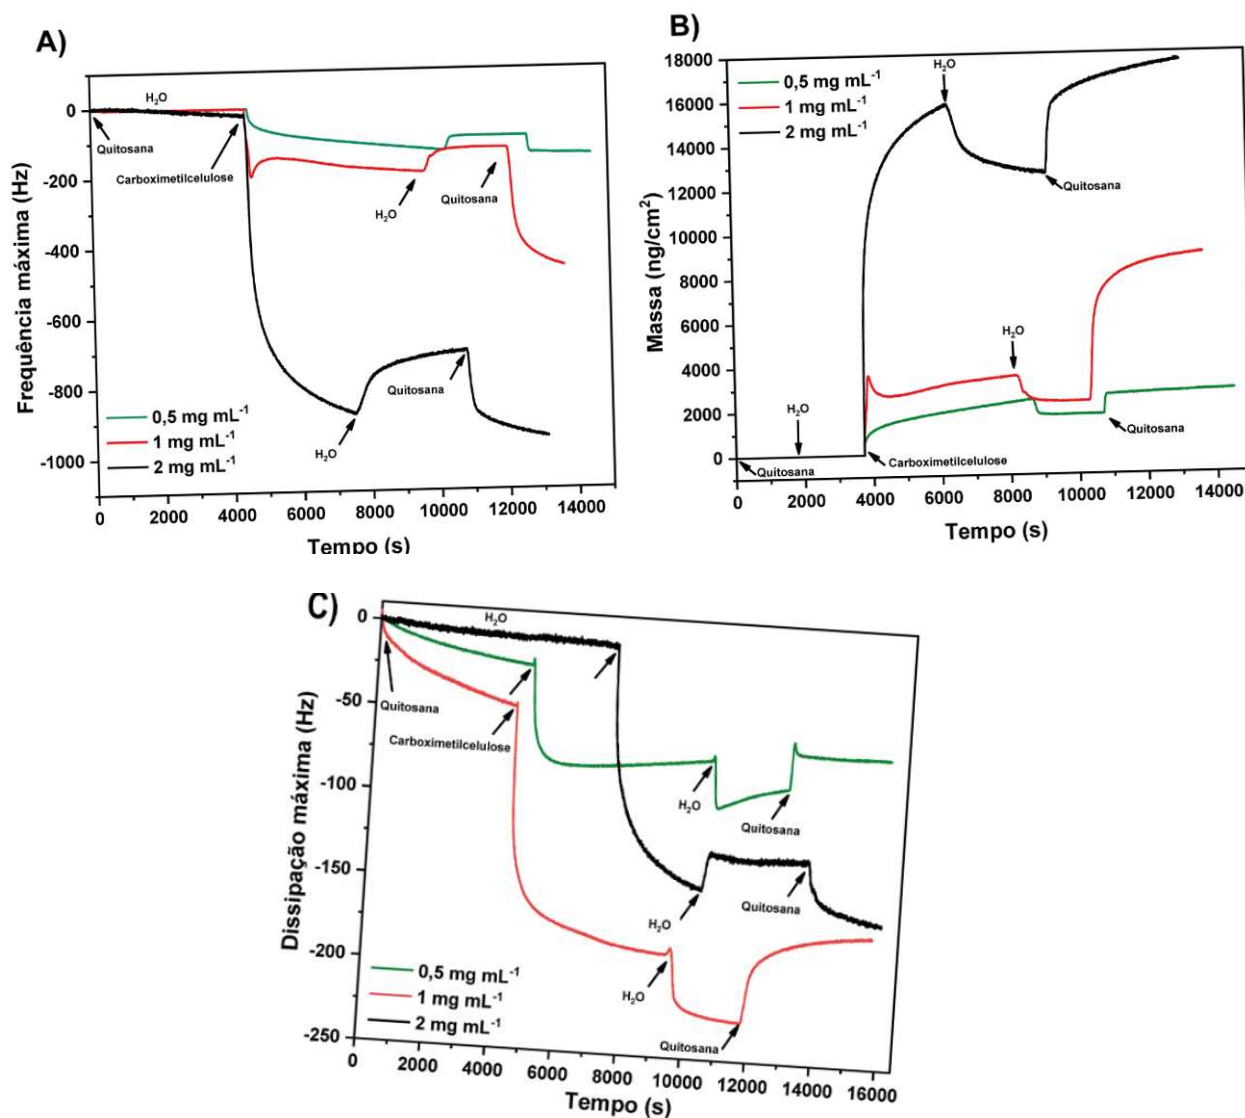 A)
0
-200
-400
-600
-800
-1000
Frequência máxima (Hz)
H2O
Quitosana
Carboximetilcelulose
H2O
Quitosana
Quitosana
H2O
0,5 mg mL-1
1 mg mL-1
2 mg mL-1
0 2000 4000 6000 8000 10000 12000 14000
Tempo (s)
B)
18000
16000
14000
12000
10000
8000
6000
4000
2000
0
Massa (ng/cm2)
0,5 mg mL-1
1 mg mL-1
2 mg mL-1
H2O
Quitosana
H2O
H2O
Quitosana
Quitosana
Carboximetilcelulose
0 2000 4000 6000 8000 10000 12000 14000
Tempo (s)
C)
0
-50
-100
-150
-200
-250
Dissipação máxima (Hz)
H2O
Quitosana
Carboximetilcelulose
H2O
Quitosana
Quitosana
H2O
H2O
Quitosana
0,5 mg mL-1
1 mg mL-1
2 mg mL-1
0 2000 4000 6000 8000 10000 12000 14000 16000
Tempo (s)